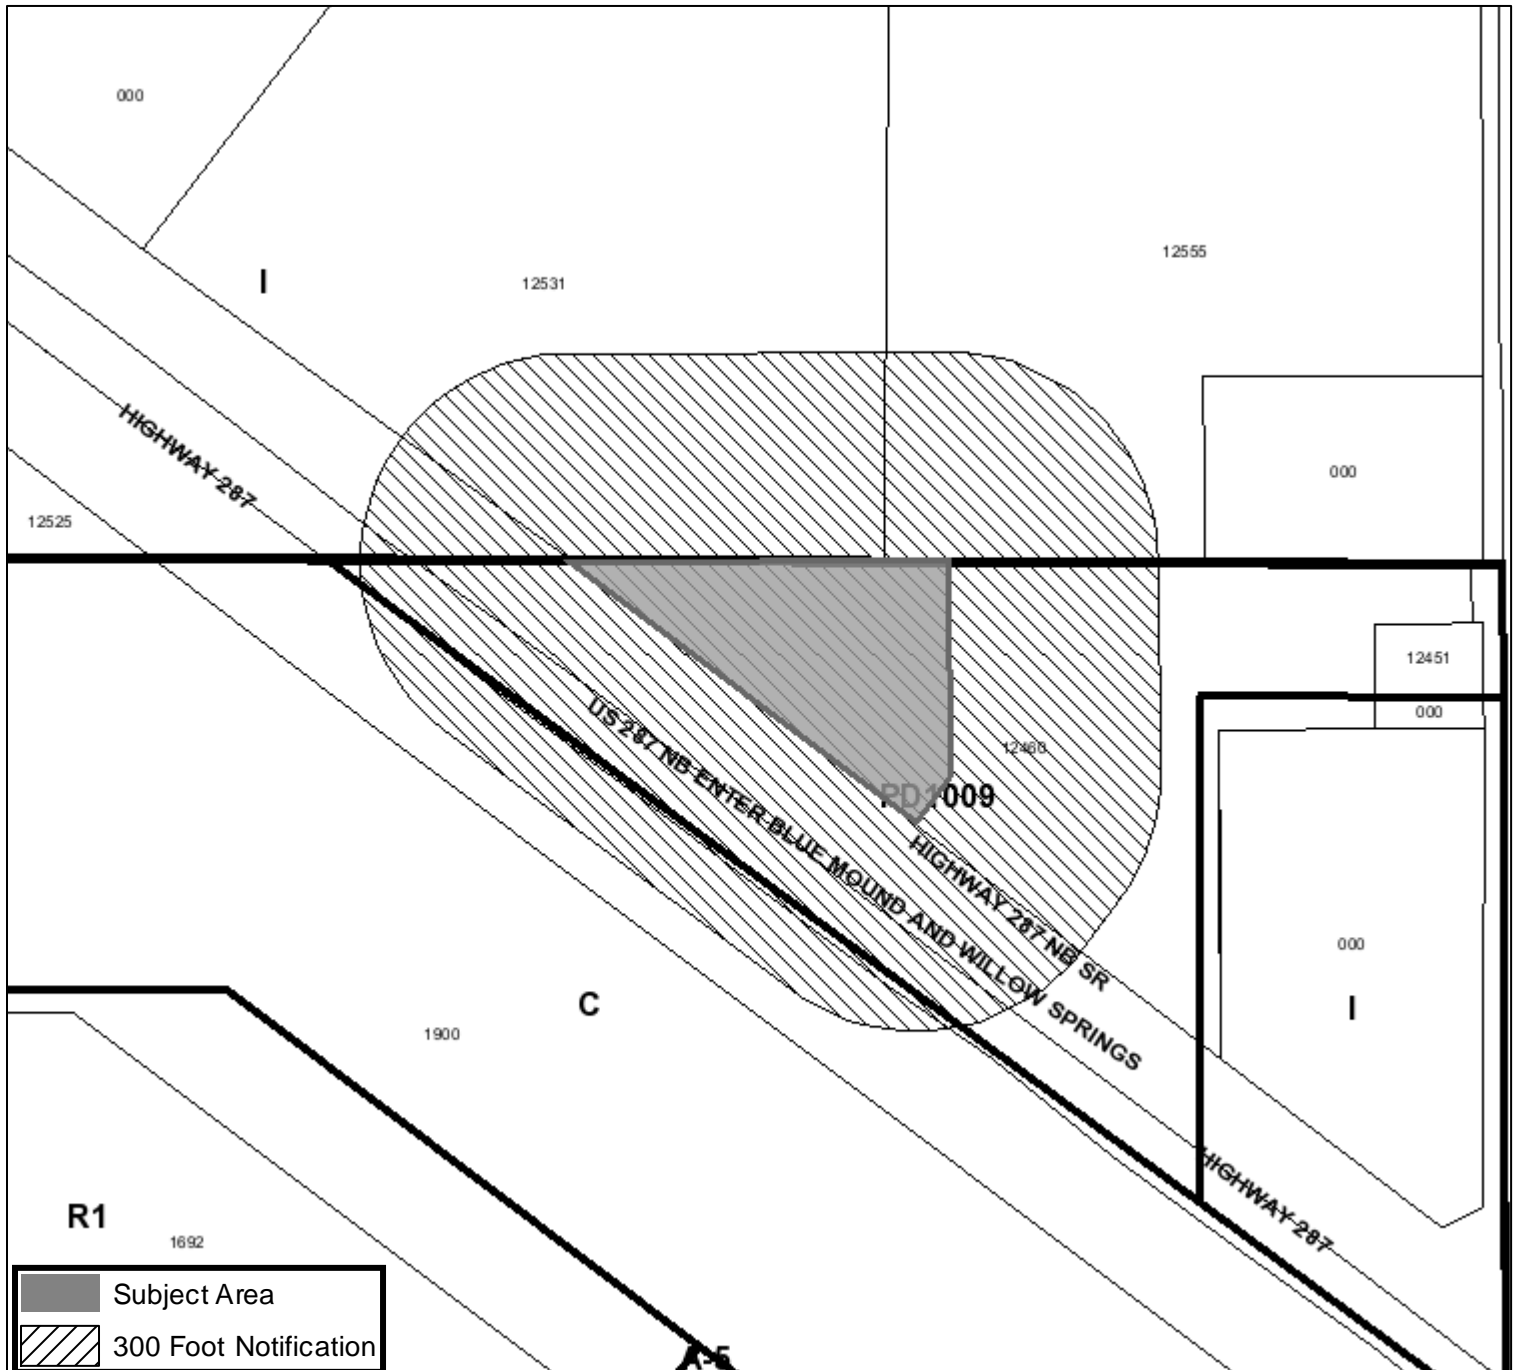 000
12555
I
12531
HIGHWAY 287
000
12525
12451
US 287 NB ENTER BLUE MOUND AND WILLOW SPRINGS
000
12460
PD1009
HIGHWAY 287 NB SR
000
C
I
1900
HIGHWAY 287
R1
1692
Subject Area
300 Foot Notification